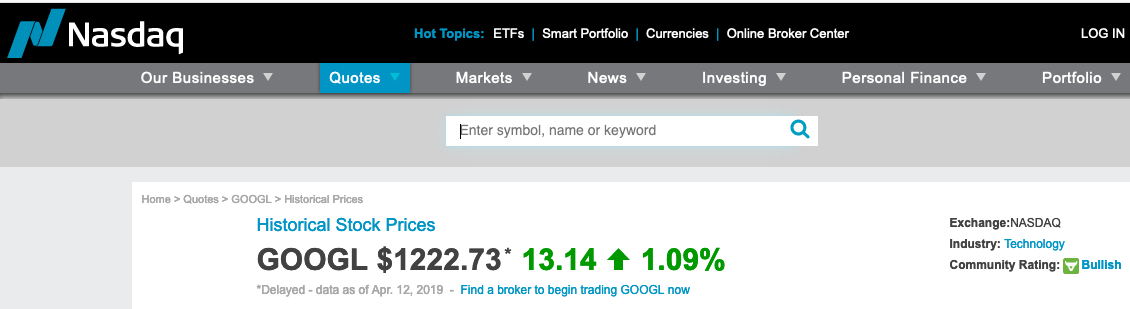 Nasdaq
Hot Topics: ETFs | Smart Portfolio | Currencies | Online Broker Center
LOG IN
Our Businesses ▼ Quotes ▼ Markets ▼ News ▼ Investing ▼ Personal Finance ▼ Portfolio ▼
Enter symbol, name or keyword
Home > Quotes > GOOGL > Historical Prices
Historical Stock Prices
GOOGL $1222.73* 13.14 ⬆ 1.09%
*Delayed - data as of Apr. 12, 2019 - Find a broker to begin trading GOOGL now
Exchange:NASDAQ
Industry: Technology
Community Rating: Bullish